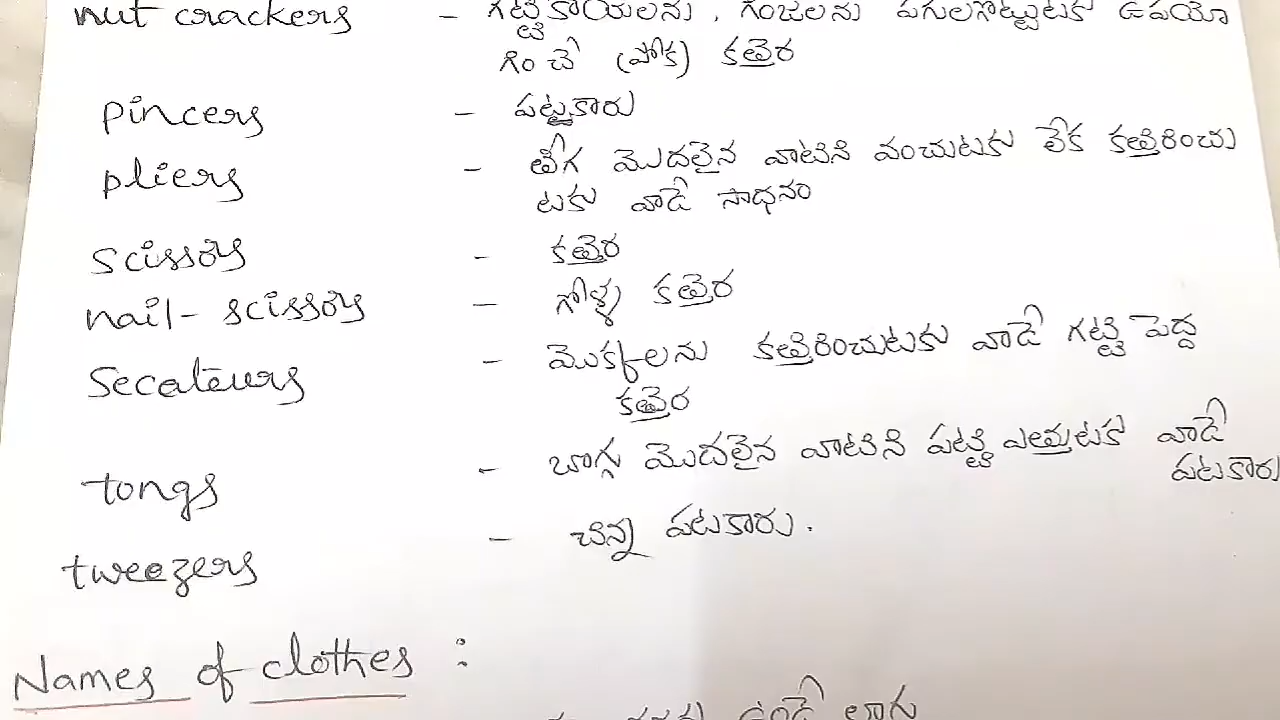 nut crackers - గట్టికాయలను, గింజలను పగులగొట్టుటకు ఉపయో
గించే (పోక) కత్తెర
pincers - పట్టుకారు
pliers - తీగ మొదలైన వాటిని వంచుటకు లేక కత్తిరించు
టకు వాడే సాధనం
scissors - కత్తెర
nail-scissors - గోళ్ళ కత్తెర
Secateurs - మొక్కలను కత్తిరించుటకు వాడే గట్టి పెద్ద
కత్తెర
tongs - బొగ్గు మొదలైన వాటిని పట్టి ఎత్తుటకు వాడే
పటకారు
tweezers - చిన్న పటకారు.
Names of clothes :
ఉండే లాగు